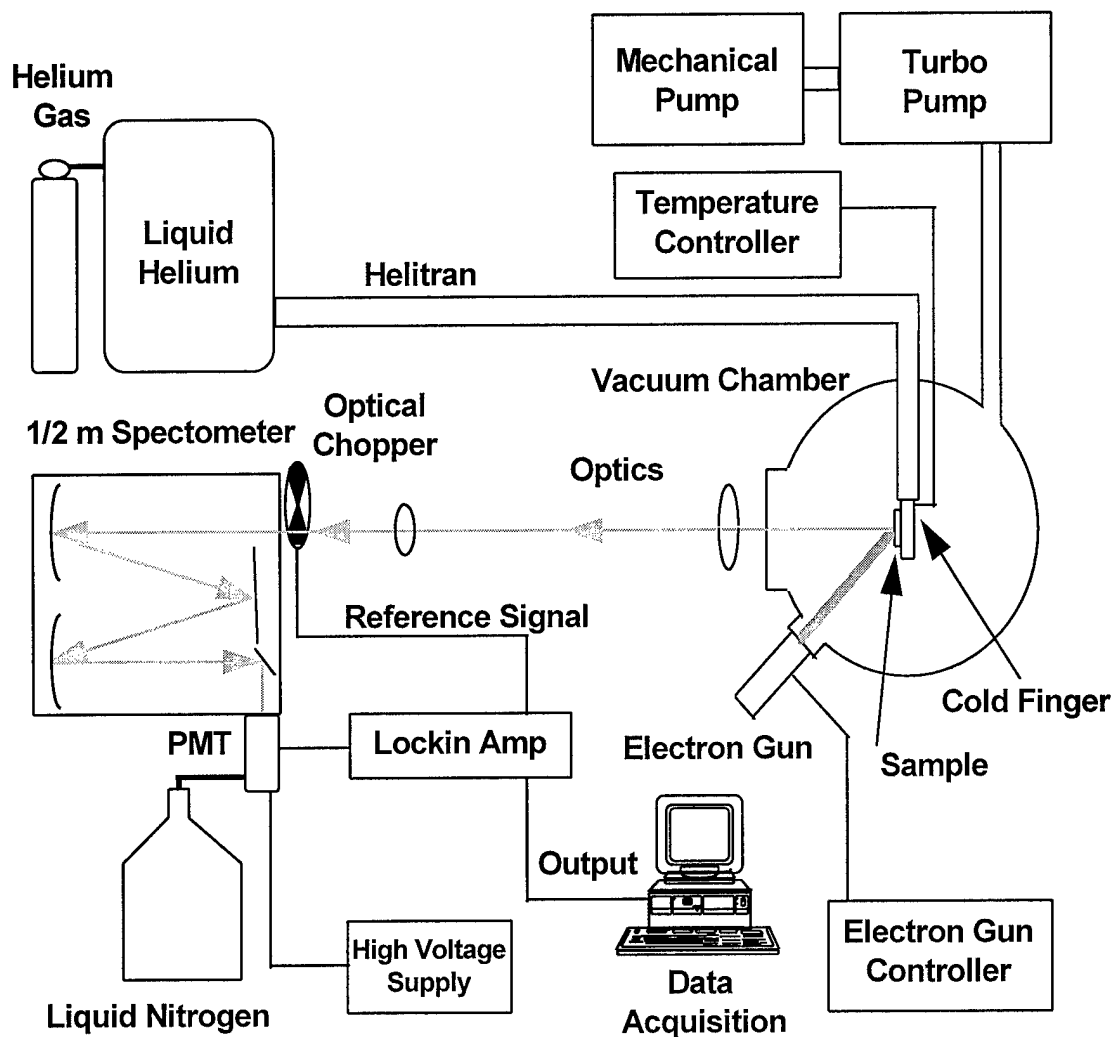 Mechanical
Pump
Turbo
Pump
Helium
Gas
Liquid
Helium
Temperature
Controller
Helitran
Vacuum Chamber
Optical
Chopper
1/2 m Spectometer
Optics
Reference Signal
Cold Finger
PMT
Lockin Amp
Electron Gun
Sample
Output
High Voltage
Supply
Electron Gun
Controller
Liquid Nitrogen
Data
Acquisition